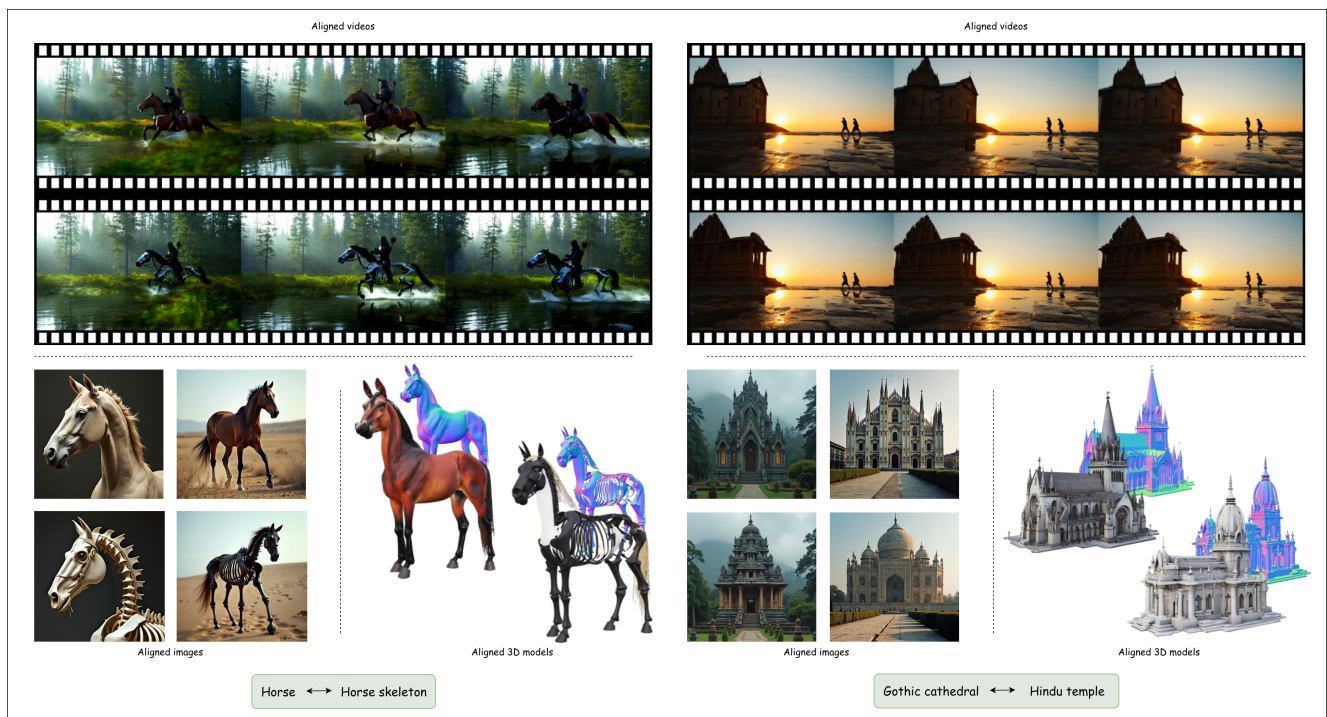 Aligned videos
Aligned videos
Aligned images
Aligned 3D models
Aligned images
Aligned 3D models
Horse ⟷ Horse skeleton
Gothic cathedral ⟷ Hindu temple